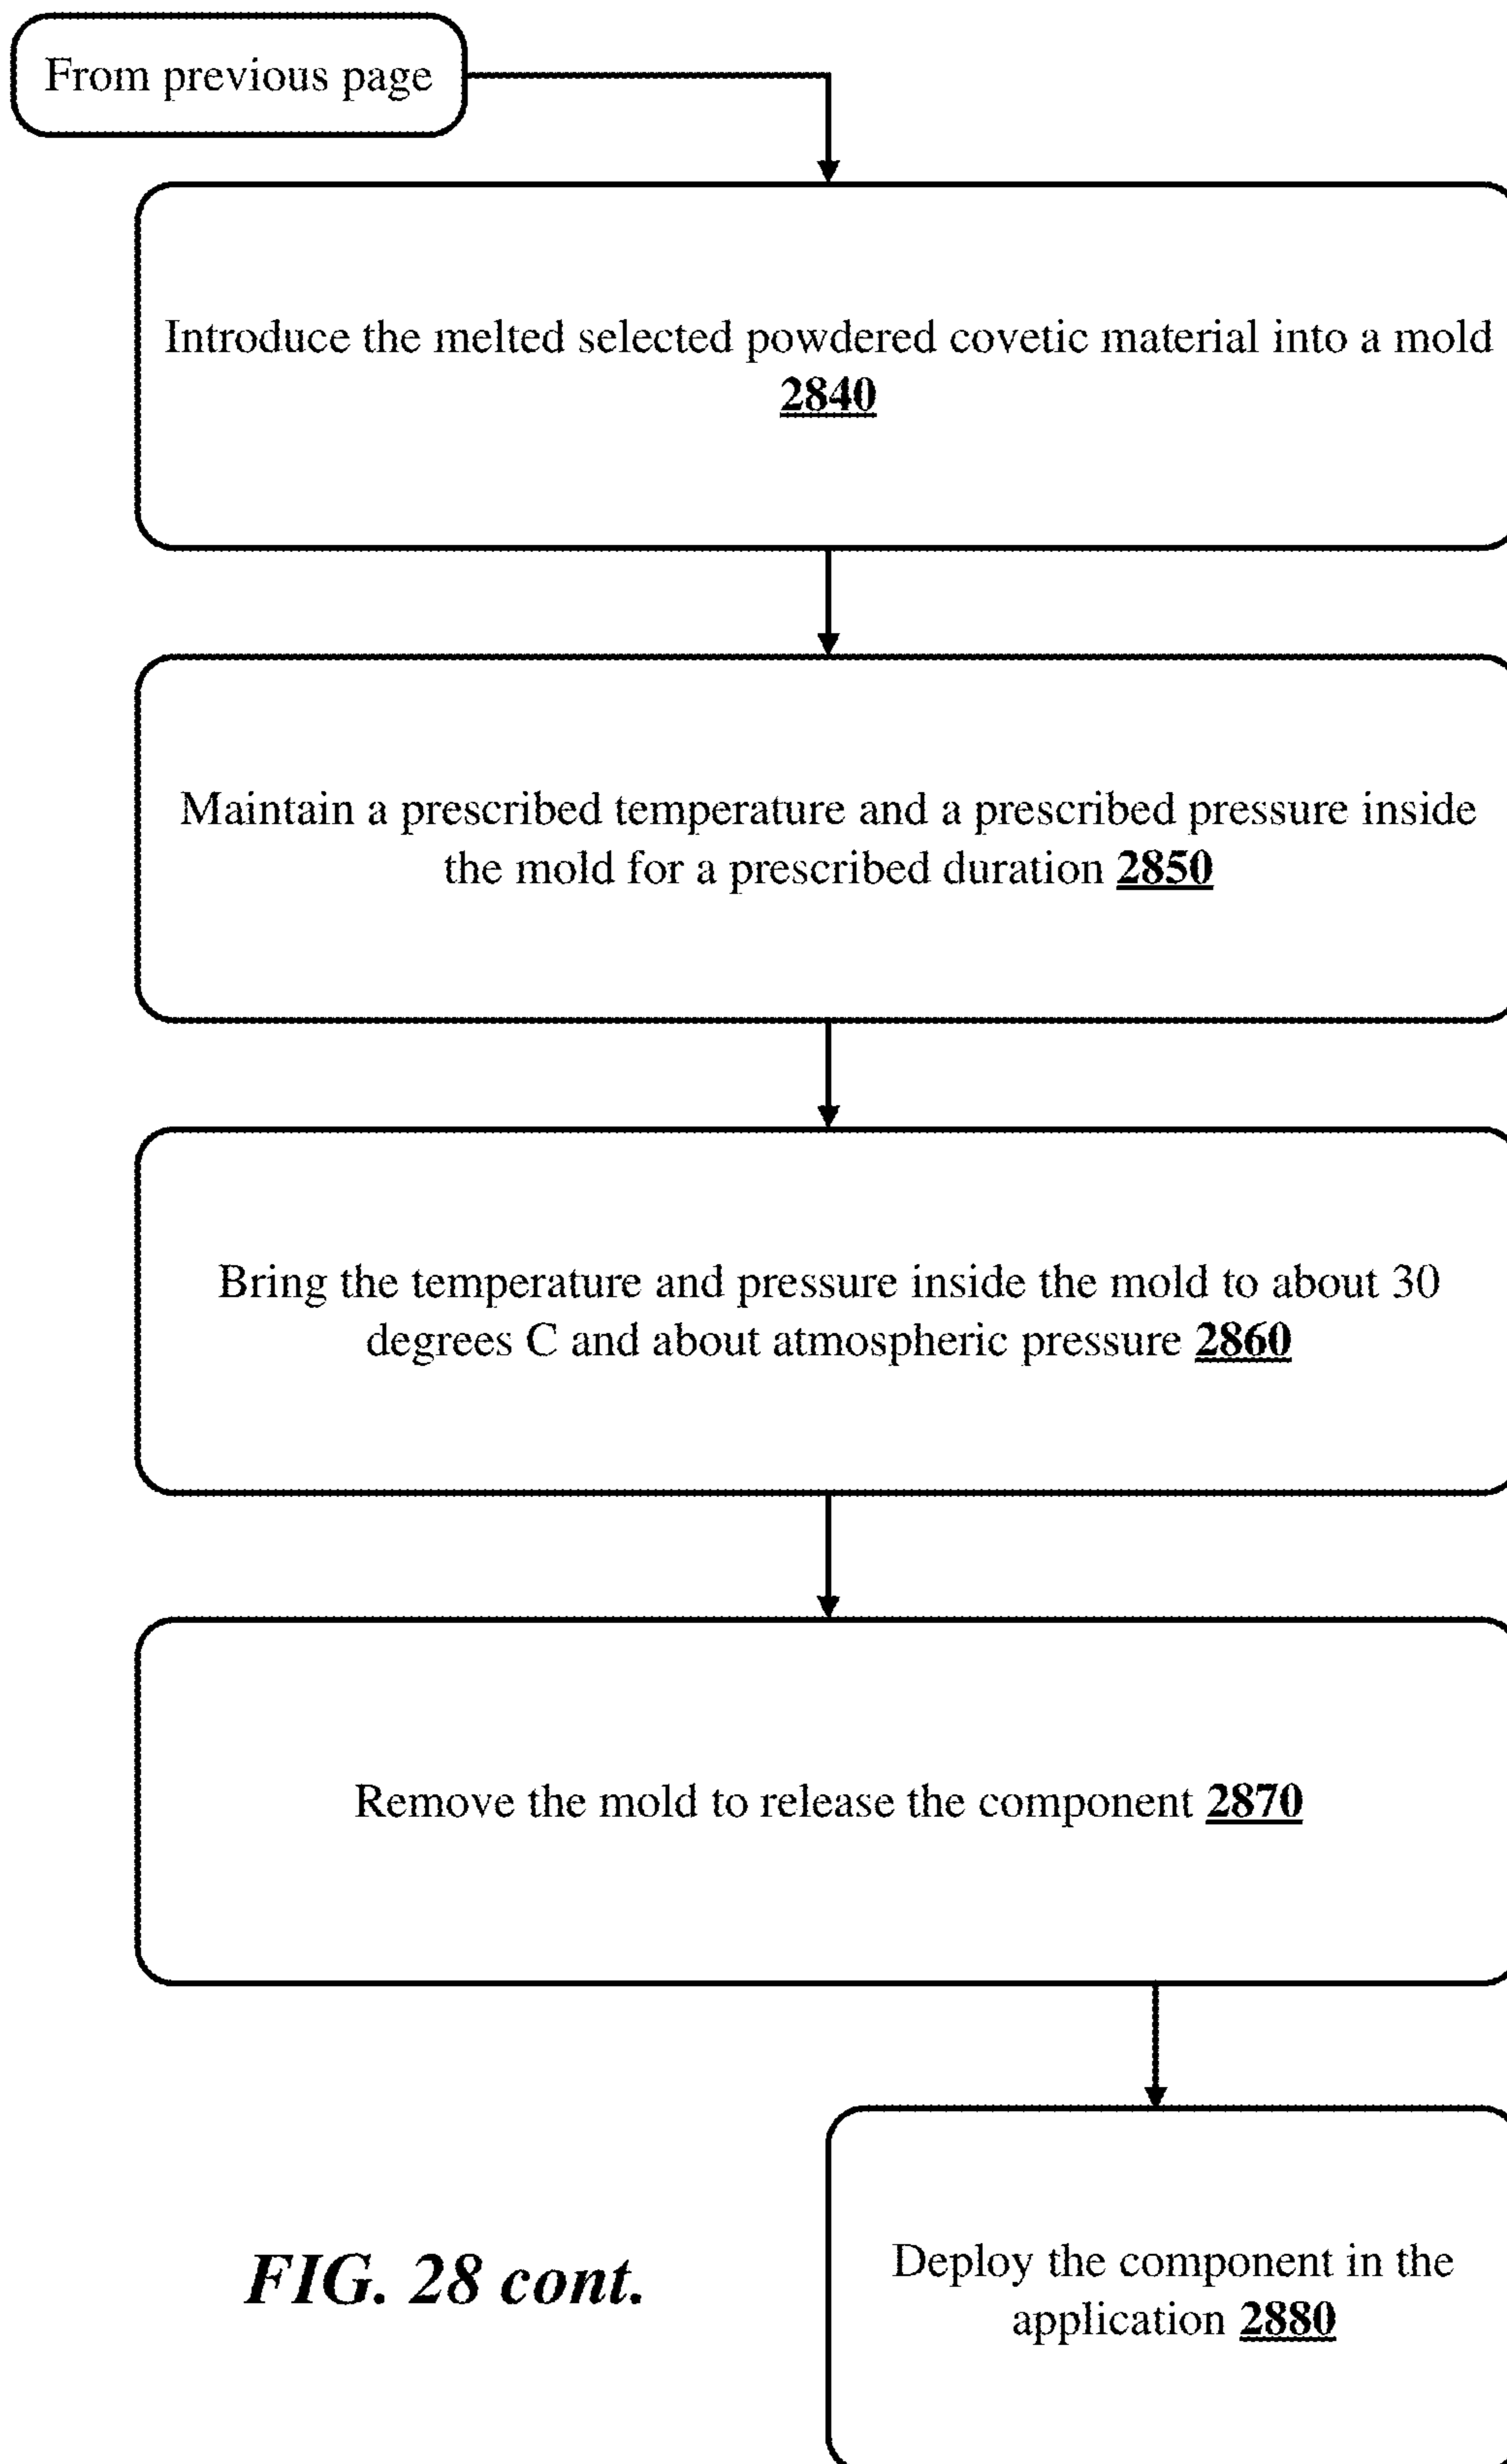 From previous page
Introduce the melted selected powdered covetic material into a mold
2840
Maintain a prescribed temperature and a prescribed pressure inside
the mold for a prescribed duration 2850
Bring the temperature and pressure inside the mold to about 30
degrees C and about atmospheric pressure 2860
Remove the mold to release the component 2870
Deploy the component in the
application 2880
FIG. 28 cont.